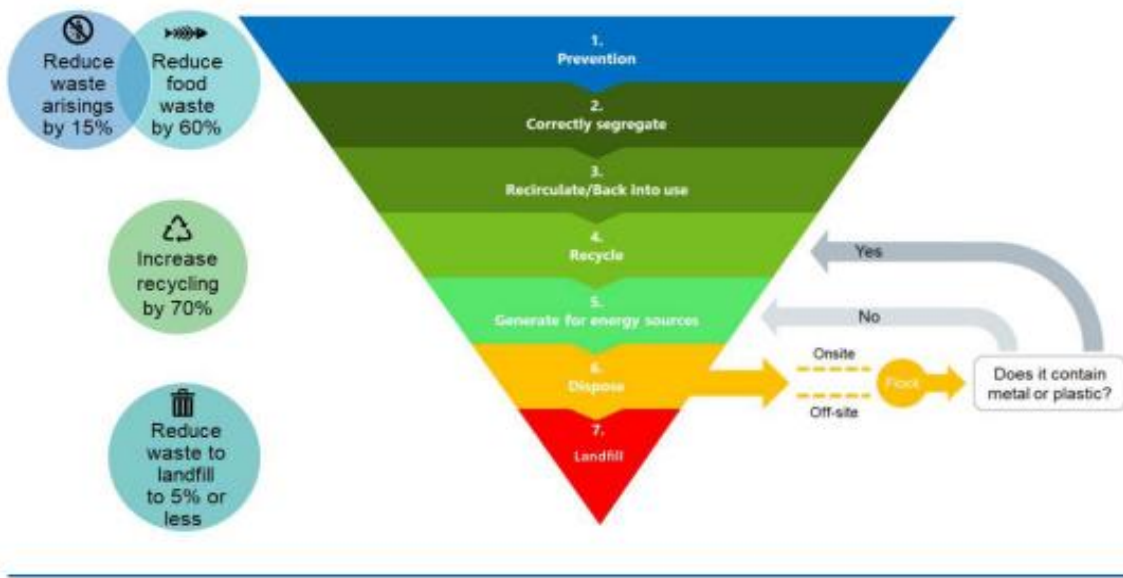 Reduce
waste
arisings
by 15%
Reduce
food
waste
by 60%
Increase
recycling
by 70%
Reduce
waste to
landfill
to 5% or
less
1.
Prevention
2.
Correctly segregate
3.
Recirculate/Back into use
4.
Recycle
5.
Generate for energy sources
6.
Dispose
7.
Landfill
Yes
No
Onsite
Off-site
Flock
Does it contain
metal or plastic?